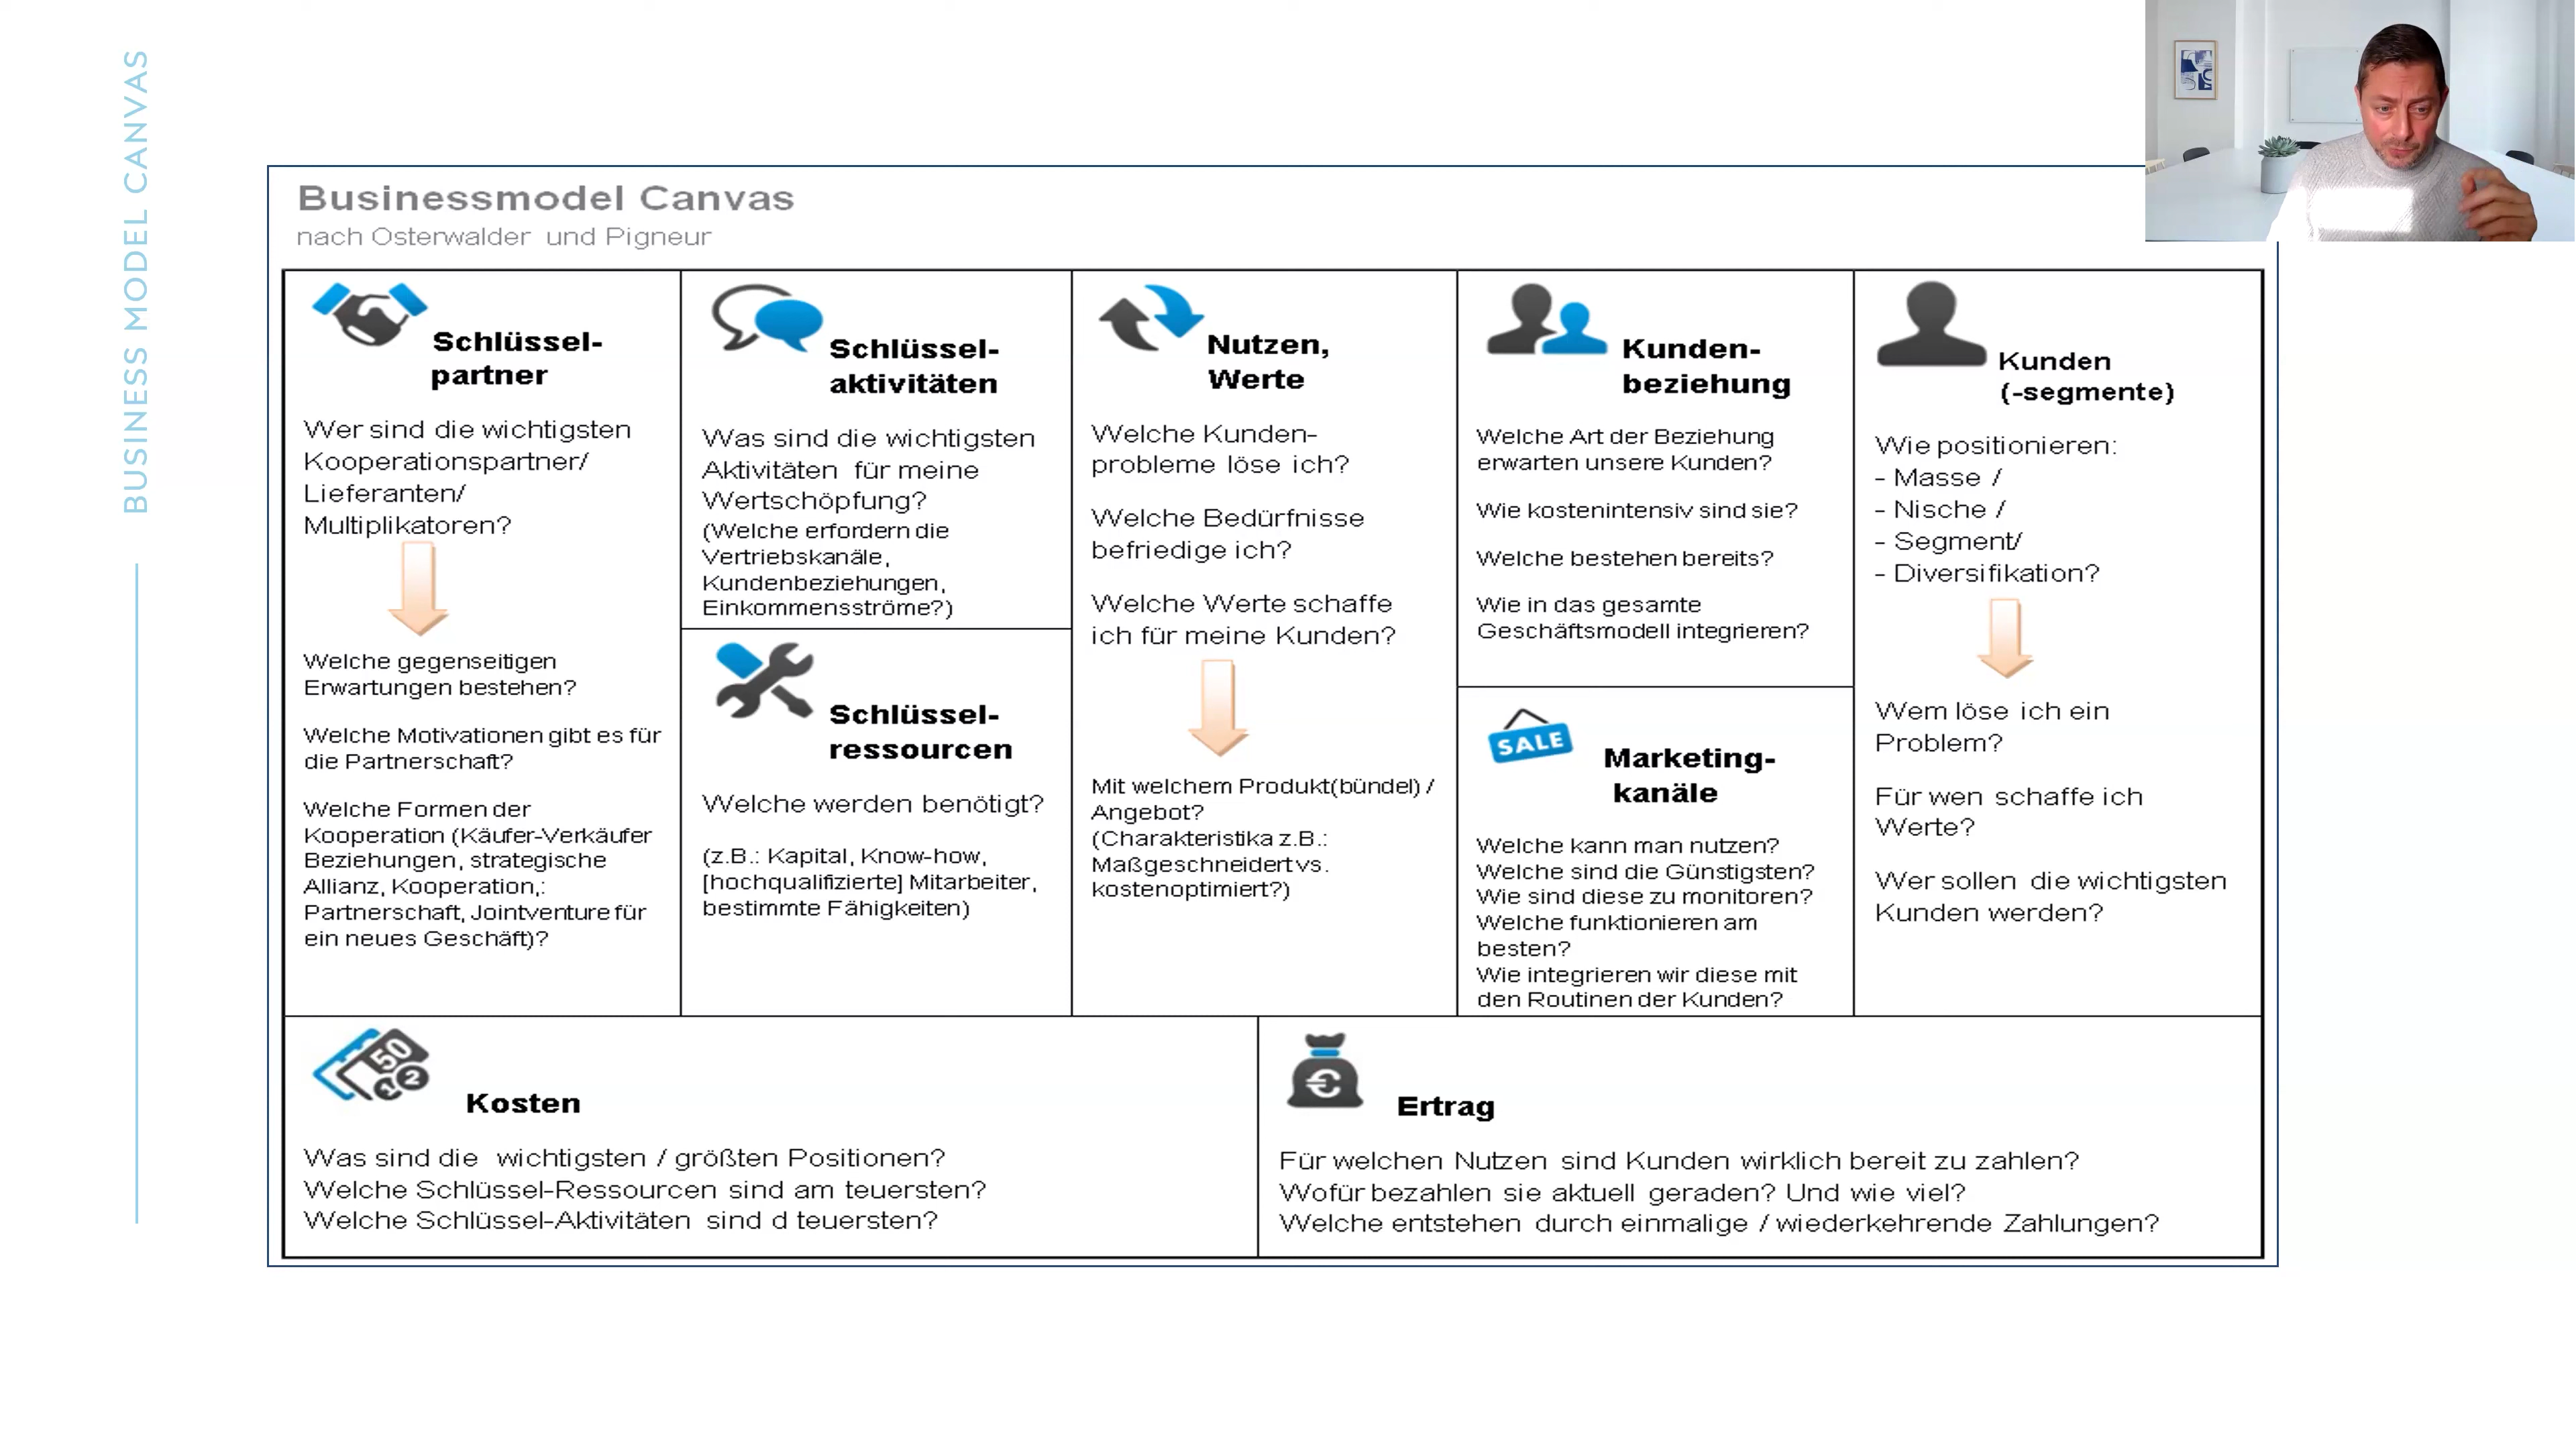 BUSINESS MODEL CANVAS
Businessmodel Canvas
nach Osterwalder und Pigneur
Schlüssel-
partner
Wer sind die wichtigsten
Kooperationspartner/
Lieferanten/
Multiplikatoren?
Welche gegenseitigen
Erwartungen bestehen?
Welche Motivationen gibt es für
die Partnerschaft?
Welche Formen der
Kooperation (Käufer-Verkäufer
Beziehungen, strategische
Allianz, Kooperation,:
Partnerschaft, Jointventure für
ein neues Geschäft)?
Schlüssel-
aktivitäten
Was sind die wichtigsten
Aktivitäten für meine
Wertschöpfung?
(Welche erfordern die
Vertriebskanäle,
Kundenbeziehungen,
Einkommensströme?)
Schlüssel-
ressourcen
Welche werden benötigt?
(z.B.: Kapital, Know-how,
[hochqualifizierte] Mitarbeiter,
bestimmte Fähigkeiten)
Nutzen,
Werte
Welche Kunden-
probleme löse ich?
Welche Bedürfnisse
befriedige ich?
Welche Werte schaffe
ich für meine Kunden?
Mit welchem Produkt(bündel) /
Angebot?
(Charakteristika z.B.:
Maßgeschneidert vs.
kostenoptimiert?)
Kunden-
beziehung
Welche Art der Beziehung
erwarten unsere Kunden?
Wie kostenintensiv sind sie?
Welche bestehen bereits?
Wie in das gesamte
Geschäftsmodell integrieren?
SALE
Marketing-
kanäle
Welche kann man nutzen?
Welche sind die Günstigsten?
Wie sind diese zu monitoren?
Welche funktionieren am
besten?
Wie integrieren wir diese mit
den Routinen der Kunden?
Kunden
(-segmente)
Wie positionieren:
- Masse /
- Nische /
- Segment/
- Diversifikation?
Wem löse ich ein
Problem?
Für wen schaffe ich
Werte?
Wer sollen die wichtigsten
Kunden werden?
50
2
Kosten
Was sind die wichtigsten / größten Positionen?
Welche Schlüssel-Ressourcen sind am teuersten?
Welche Schlüssel-Aktivitäten sind d teuersten?
€
Ertrag
Für welchen Nutzen sind Kunden wirklich bereit zu zahlen?
Wofür bezahlen sie aktuell geraden? Und wie viel?
Welche entstehen durch einmalige / wiederkehrende Zahlungen?